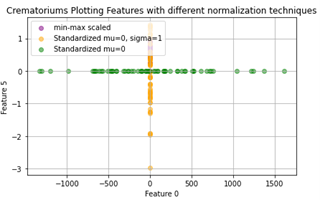 Crematoriums Plotting Features with different normalization techniques
min-max scaled
Standardized mu=0, sigma=1
Standardized mu=0
1
0
−1
−2
−3
Feature 5
−1000
−500
0
500
1000
1500
Feature 0